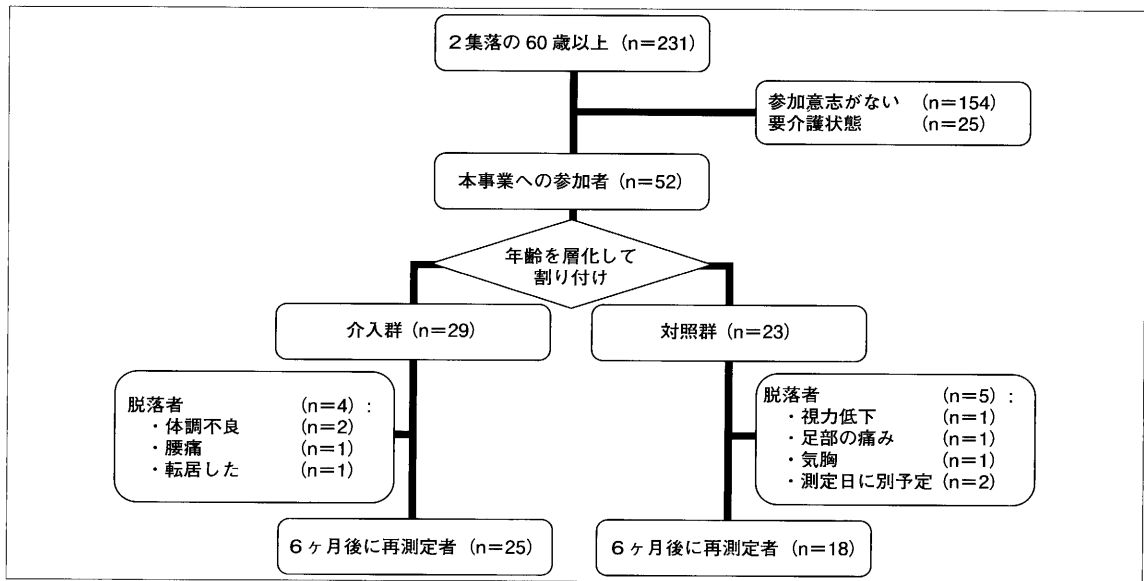 2集落の60歳以上 (n=231)
参加意志がない (n=154)
要介護状態 (n=25)
本事業への参加者 (n=52)
年齢を層化して
割り付け
介入群 (n=29)
対照群 (n=23)
脱落者 (n=4) :
・体調不良 (n=2)
・腰痛 (n=1)
・転居した (n=1)
脱落者 (n=5) :
・視力低下 (n=1)
・足部の痛み (n=1)
・気胸 (n=1)
・測定日に別予定 (n=2)
6ヶ月後に再測定者 (n=25)
6ヶ月後に再測定者 (n=18)